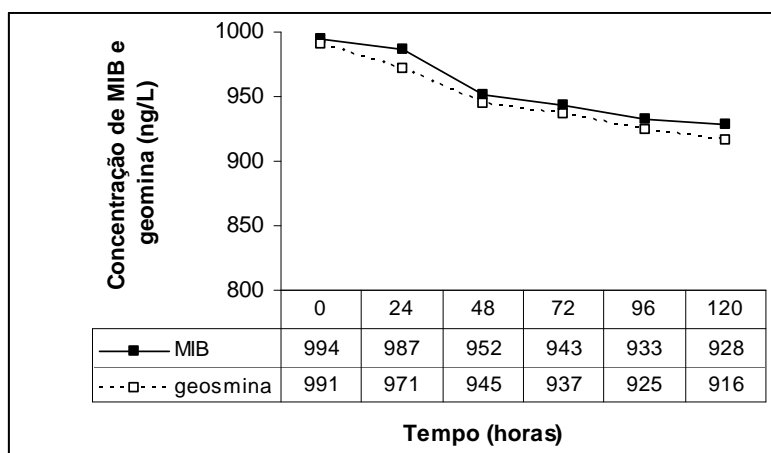 Concentração de MIB e
geomina (ng/L)
1000
950
900
850
800
0 24 48 72 96 120
MIB 994 987 952 943 933 928
geosmina 991 971 945 937 925 916
Tempo (horas)